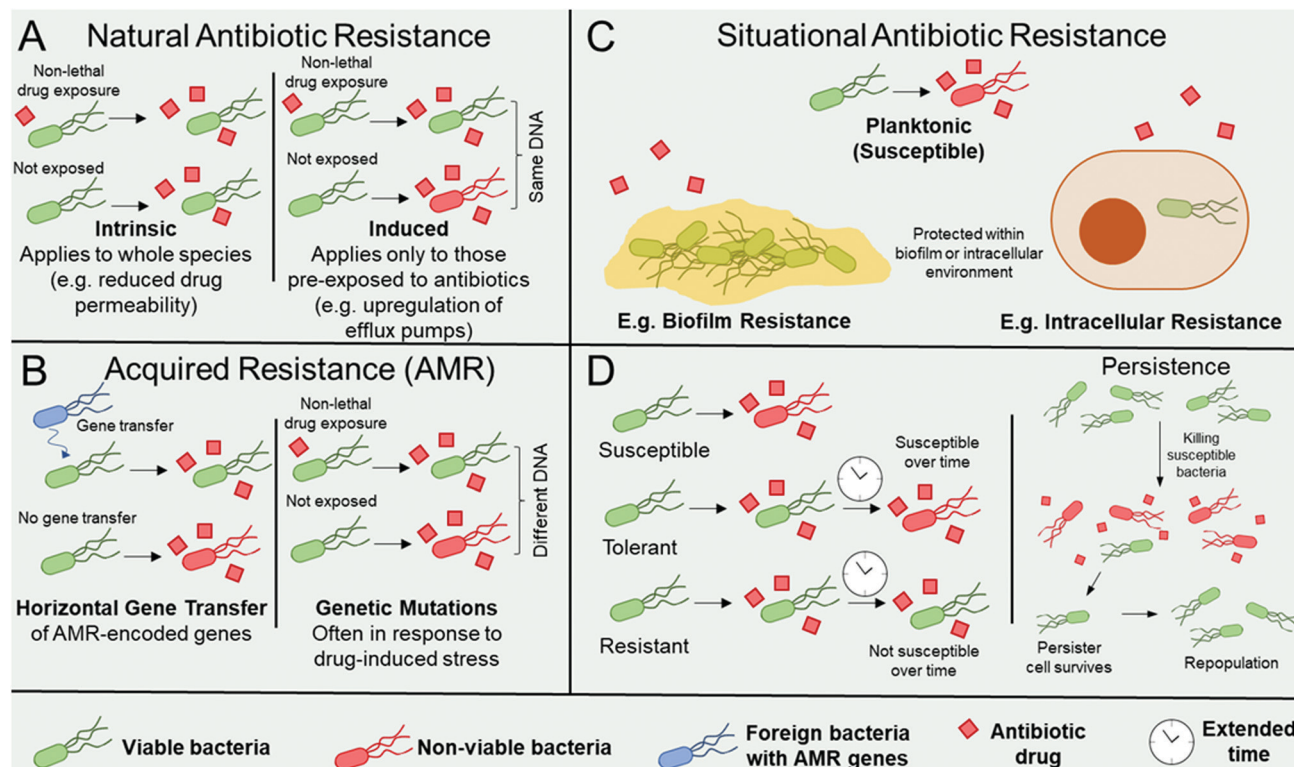 A
Natural Antibiotic Resistance
Non-lethal
drug exposure
Not exposed
Intrinsic
Applies to whole species
(e.g. reduced drug
permeability)
Non-lethal
drug exposure
Not exposed
Same DNA
Induced
Applies only to those
pre-exposed to antibiotics
(e.g. upregulation of
efflux pumps)
B
Acquired Resistance (AMR)
Gene transfer
No gene transfer
Horizontal Gene Transfer
of AMR-encoded genes
Non-lethal
drug exposure
Not exposed
Different DNA
Genetic Mutations
Often in response to
drug-induced stress
C
Situational Antibiotic Resistance
Planktonic
(Susceptible)
Protected within
biofilm or intracellular
environment
E.g. Biofilm Resistance
E.g. Intracellular Resistance
D
Susceptible
Tolerant
Susceptible
over time
Resistant
Not susceptible
over time
Persistence
Killing
susceptible
bacteria
Persister
cell survives
Repopulation
Viable bacteria
Non-viable bacteria
Foreign bacteria
with AMR genes
Antibiotic
drug
Extended
time